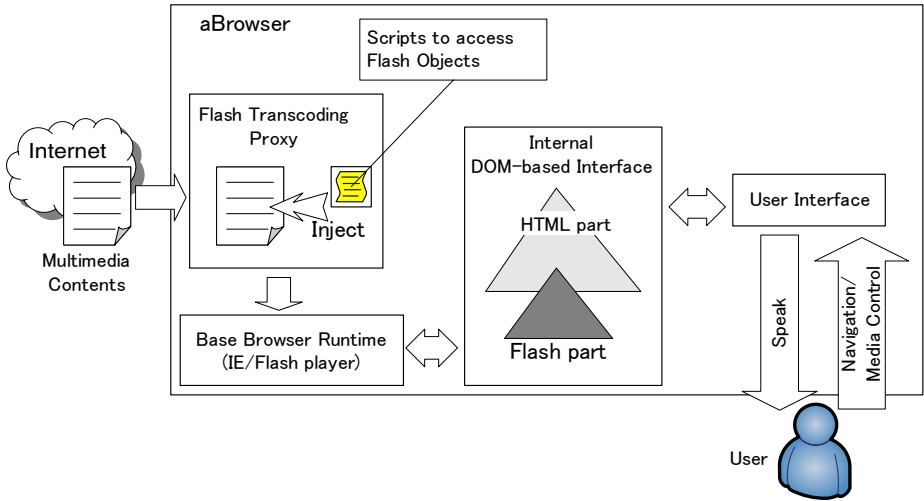 aBrowser
Scripts to access
Flash Objects
Flash Transcoding
Proxy
Inject
Internet
Multimedia
Contents
Base Browser Runtime
(IE/Flash player)
Internal
DOM-based Interface
HTML part
Flash part
User Interface
Speak
Navigation/
Media Control
User